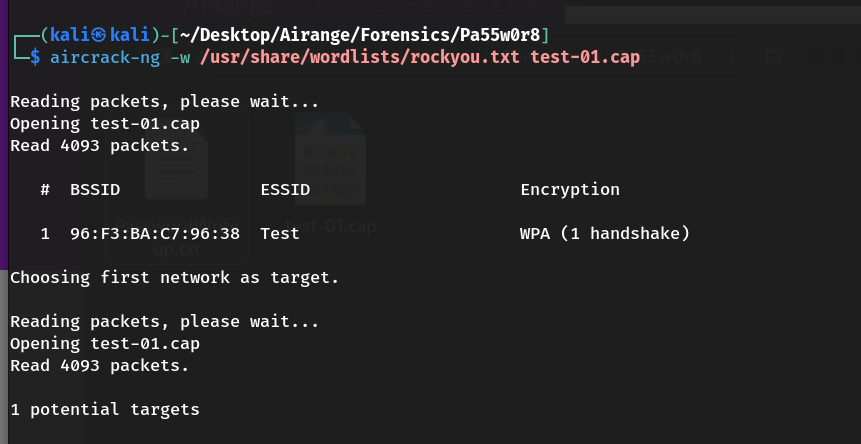 ┌──(kali㉿kali)-[~/Desktop/Airange/Forensics/Pa55w0r8]
└─$ aircrack-ng -w /usr/share/wordlists/rockyou.txt test-01.cap
Reading packets, please wait...
Opening test-01.cap
Read 4093 packets.
# BSSID ESSID Encryption
1 96:F3:BA:C7:96:38 Test WPA (1 handshake)
Choosing first network as target.
Reading packets, please wait...
Opening test-01.cap
Read 4093 packets.
1 potential targets